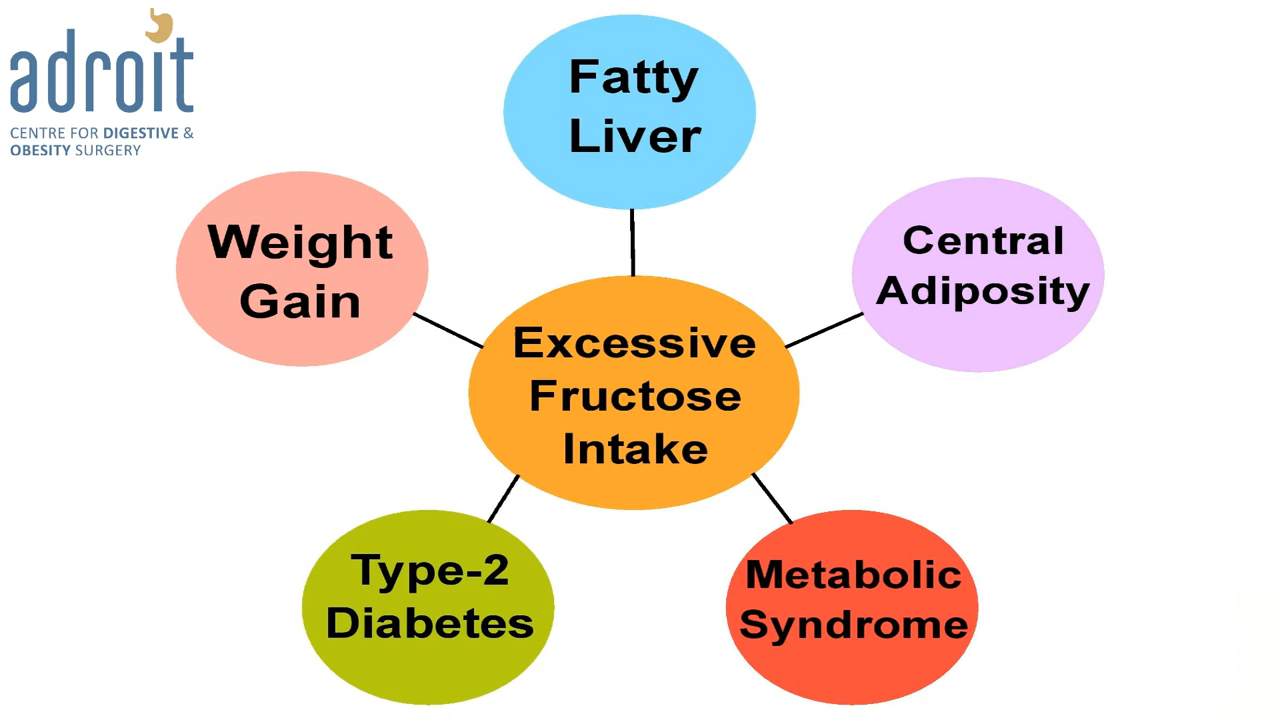 adroit
CENTRE FOR DIGESTIVE &
OBESITY SURGERY
Fatty
Liver
Weight
Gain
Central
Adiposity
Excessive
Fructose
Intake
Type-2
Diabetes
Metabolic
Syndrome